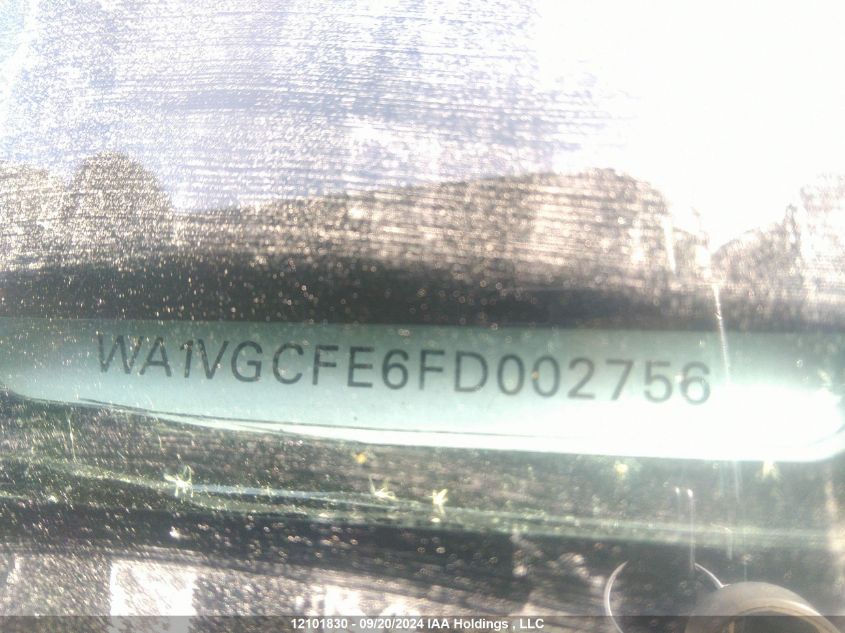 WA1VGCFE6FD002756
12101830 - 09/20/2024 IAA Holdings , LLC